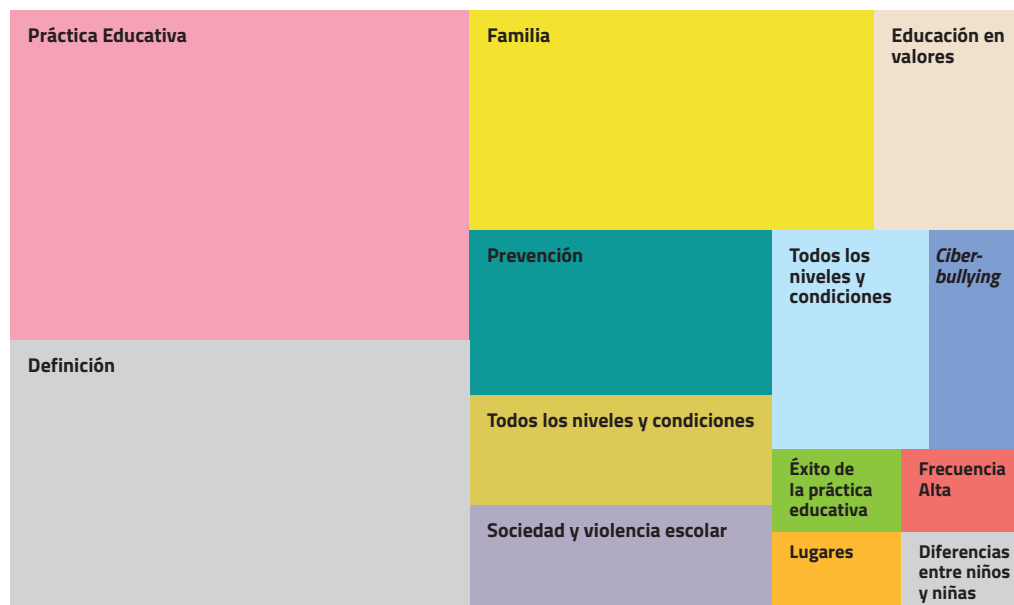 Práctica Educativa
Familia
Educación en
valores
Prevención
Todos los
niveles y
condiciones
Ciber-
bullying
Definición
Todos los niveles y condiciones
Éxito de
la práctica
educativa
Frecuencia
Alta
Sociedad y violencia escolar
Lugares
Diferencias
entre niños
y niñas